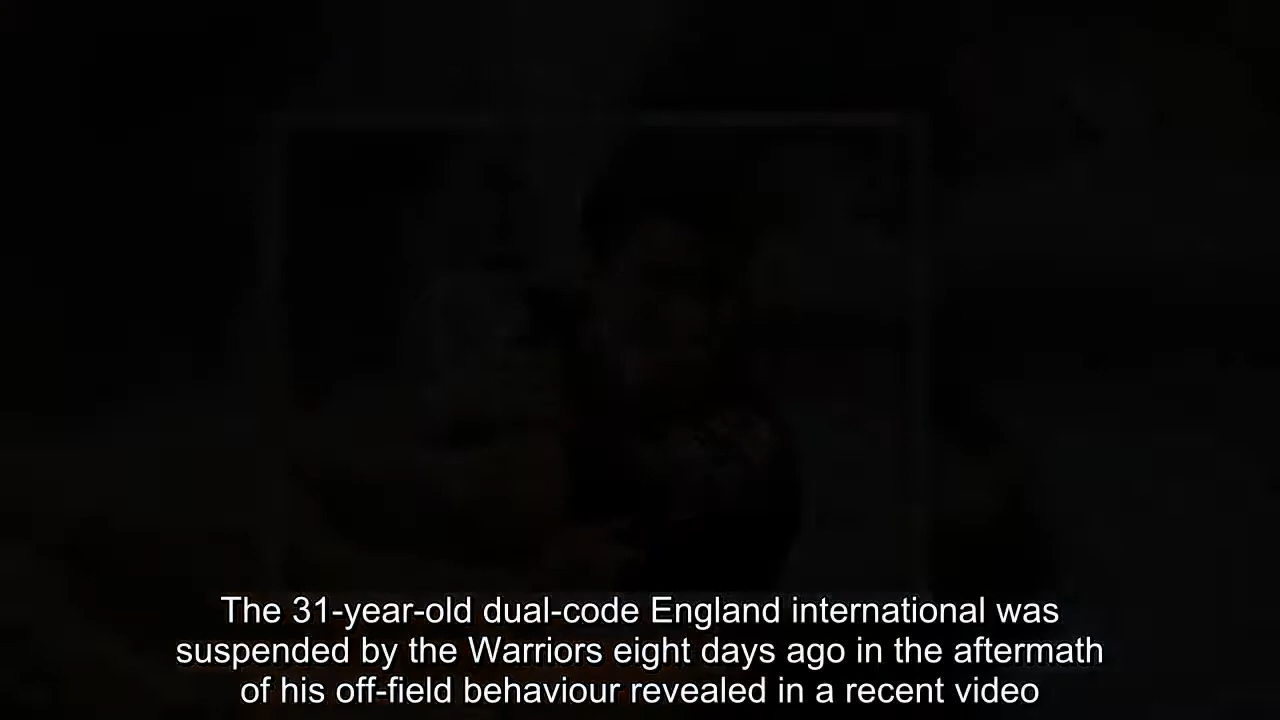 The 31-year-old dual-code England international was
suspended by the Warriors eight days ago in the aftermath
of his off-field behaviour revealed in a recent video